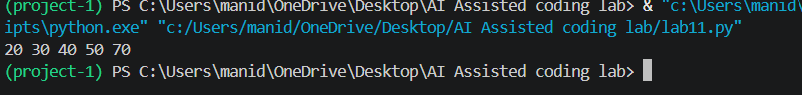 (project-1) PS C:\Users\manid\OneDrive\Desktop\AI Assisted coding lab> & "c:\Users\manid\
ipts\python.exe" "c:/Users/manid/OneDrive/Desktop/AI Assisted coding lab/lab11.py"
20 30 40 50 70
(project-1) PS C:\Users\manid\OneDrive\Desktop\AI Assisted coding lab>